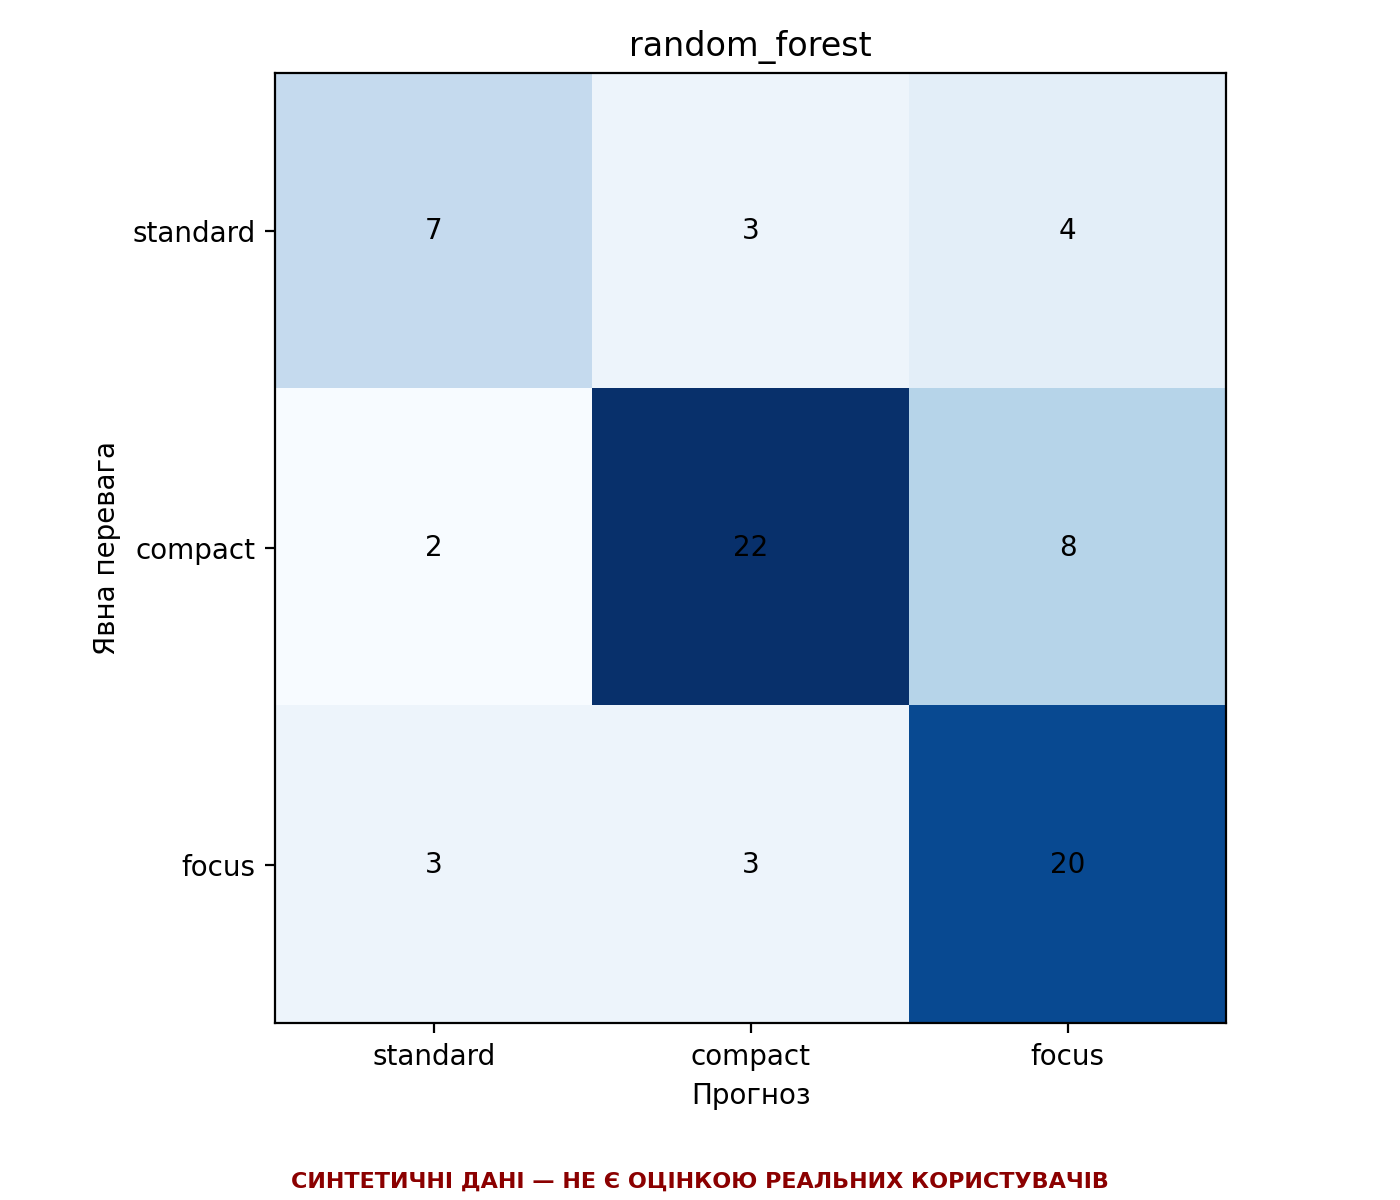 random_forest
standard
7
3
4
Явна перевага
compact
2
22
8
focus
3
3
20
standard
compact
focus
Прогноз
СИНТЕТИЧНІ ДАНІ — НЕ Є ОЦІНКОЮ РЕАЛЬНИХ КОРИСТУВАЧІВ